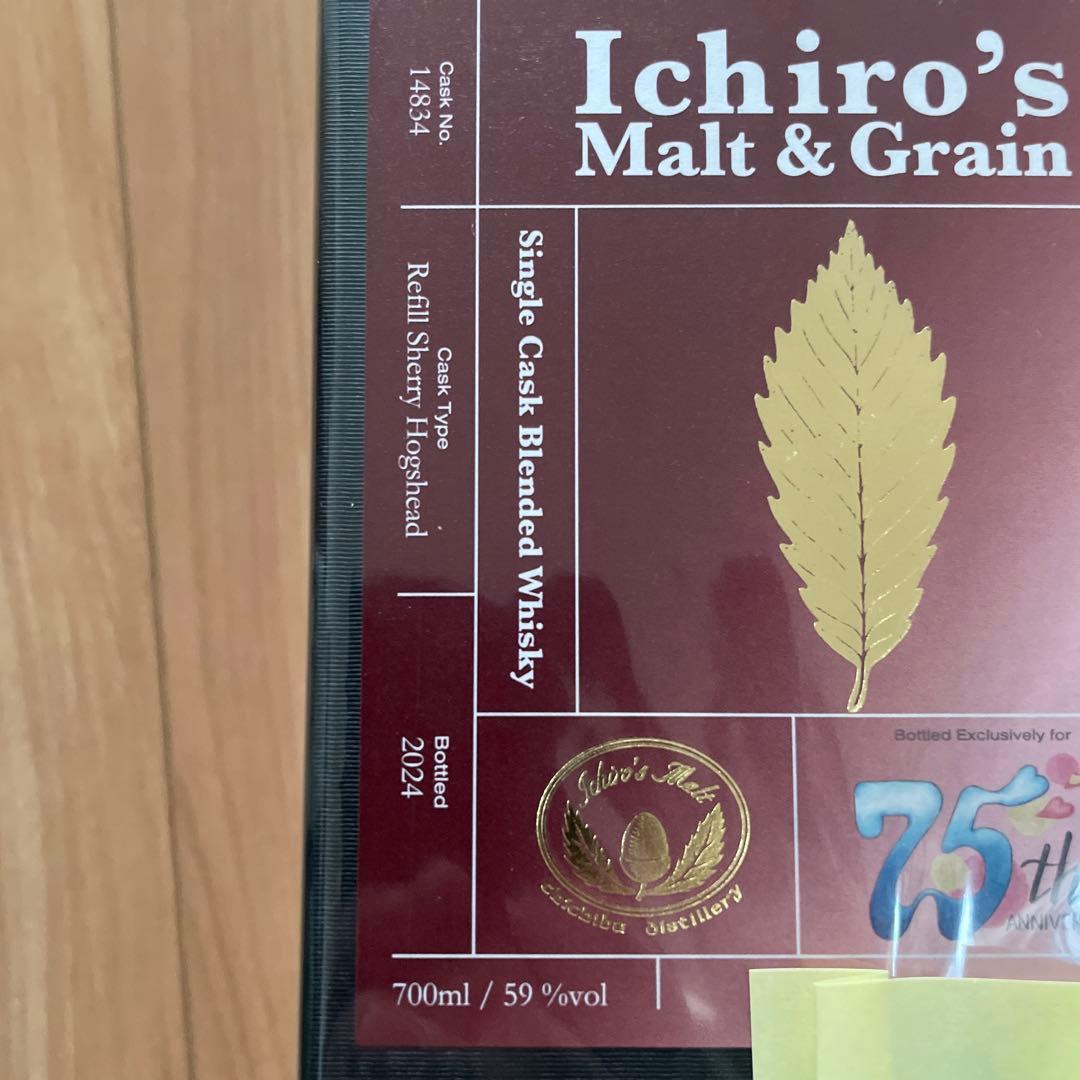 Ichiro's
Malt & Grain
Cask No.
14834
Cask Type
Refill Sherry Hogshead
Bottled
2024
Single Cask Blended Whisky
Ichiro's Malt
chichibu distillery
Bottled Exclusively for
75th
700ml / 59 %vol